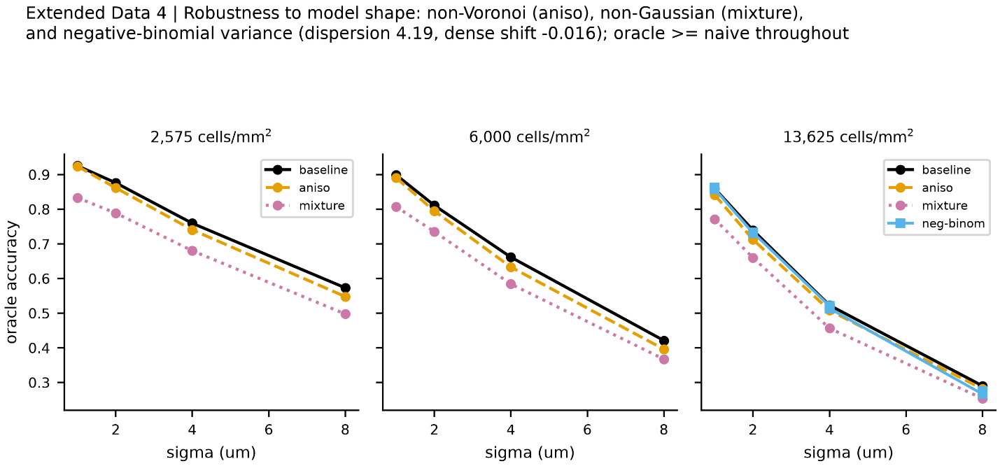 Extended Data 4 | Robustness to model shape: non-Voronoi (aniso), non-Gaussian (mixture),
and negative-binomial variance (dispersion 4.19, dense shift -0.016); oracle >= naive throughout
2,575 cells/mm²
6,000 cells/mm²
13,625 cells/mm²
oracle accuracy
0.9
0.8
0.7
0.6
0.5
0.4
0.3
baseline
aniso
mixture
2
4
6
8
sigma (um)
2
4
6
8
sigma (um)
baseline
aniso
mixture
neg-binom
2
4
6
8
sigma (um)